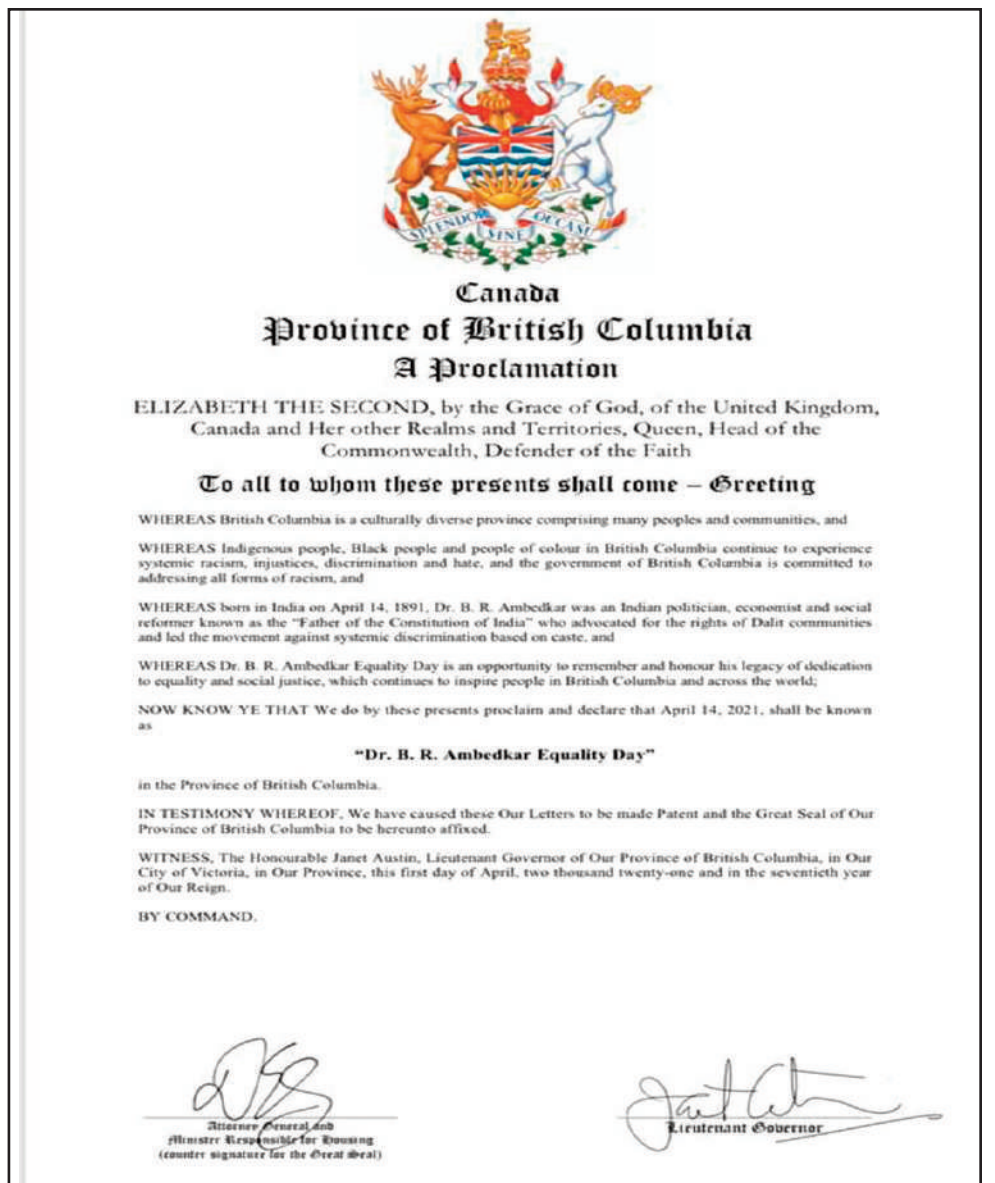 SPLENDOR SINE OCCASU
Canada
Province of British Columbia
A Proclamation
ELIZABETH THE SECOND, by the Grace of God, of the United Kingdom,
Canada and Her other Realms and Territories, Queen, Head of the
Commonwealth, Defender of the Faith
To all to whom these presents shall come – Greeting
WHEREAS British Columbia is a culturally diverse province comprising many peoples and communities, and
WHEREAS Indigenous people, Black people and people of colour in British Columbia continue to experience
systemic racism, injustices, discrimination and hate, and the government of British Columbia is committed to
addressing all forms of racism, and
WHEREAS born in India on April 14, 1891, Dr. B. R. Ambedkar was an Indian politician, economist and social
reformer known as the “Father of the Constitution of India” who advocated for the rights of Dalit communities
and led the movement against systemic discrimination based on caste, and
WHEREAS Dr. B. R. Ambedkar Equality Day is an opportunity to remember and honour his legacy of dedication
to equality and social justice, which continues to inspire people in British Columbia and across the world;
NOW KNOW YE THAT We do by these presents proclaim and declare that April 14, 2021, shall be known
as
“Dr. B. R. Ambedkar Equality Day”
in the Province of British Columbia.
IN TESTIMONY WHEREOF, We have caused these Our Letters to be made Patent and the Great Seal of Our
Province of British Columbia to be hereunto affixed.
WITNESS, The Honourable Janet Austin, Lieutenant Governor of Our Province of British Columbia, in Our
City of Victoria, in Our Province, this first day of April, two thousand twenty-one and in the seventieth year
of Our Reign.
BY COMMAND.
Attorney General and
Minister Responsible for Housing
(counter signature for the Great Seal)
Lieutenant Governor